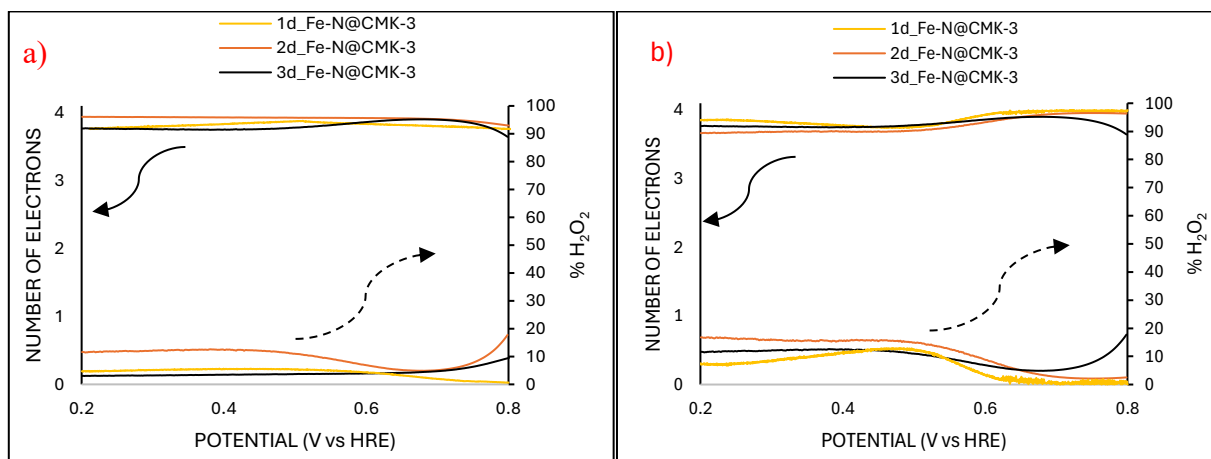 a)
1d_Fe-N@CMK-3
2d_Fe-N@CMK-3
3d_Fe-N@CMK-3
NUMBER OF ELECTRONS
4
3
2
1
0
100
90
80
70
60
50
40
30
20
10
0
% H₂O₂
0.2
0.4
0.6
0.8
POTENTIAL (V vs HRE)
b)
1d_Fe-N@CMK-3
2d_Fe-N@CMK-3
3d_Fe-N@CMK-3
NUMBER OF ELECTRONS
4
3
2
1
0
100
90
80
70
60
50
40
30
20
10
0
% H₂O₂
0.2
0.4
0.6
0.8
POTENTIAL (V vs HRE)